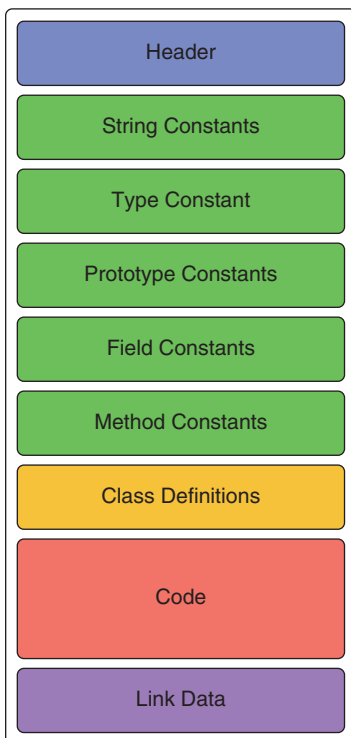 Header
String Constants
Type Constant
Prototype Constants
Field Constants
Method Constants
Class Definitions
Code
Link Data